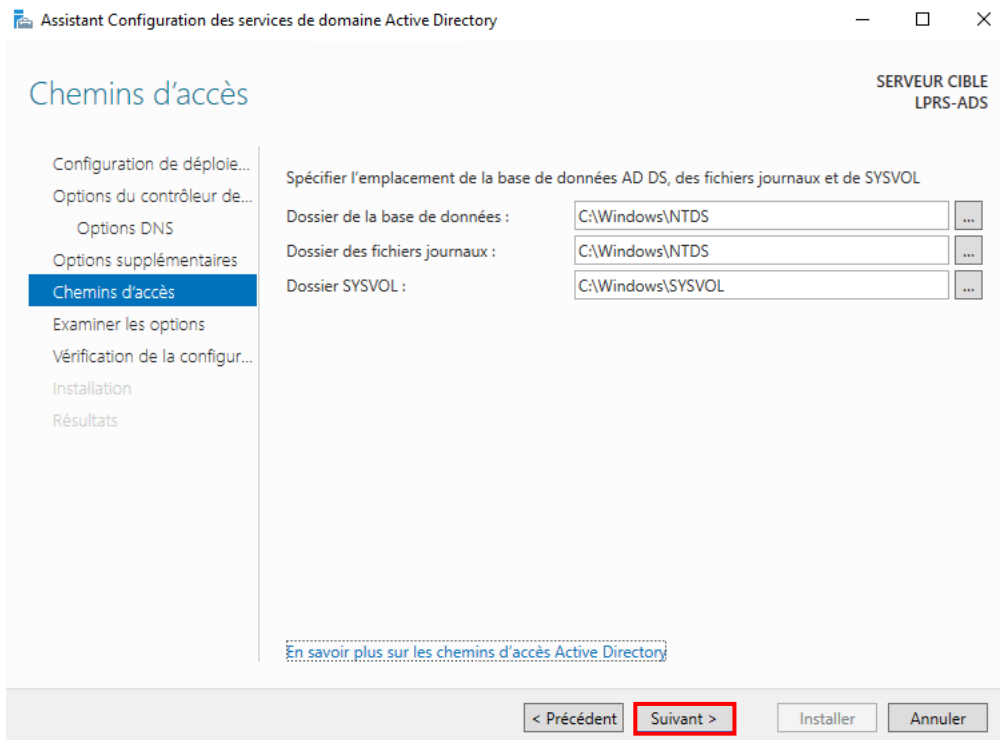 Assistant Configuration des services de domaine Active Directory
Chemins d’accès
SERVEUR CIBLE
LPRS-ADS
Configuration de déploie...
Options du contrôleur de...
Options DNS
Options supplémentaires
Chemins d’accès
Examiner les options
Vérification de la configur...
Installation
Résultats
Spécifier l’emplacement de la base de données AD DS, des fichiers journaux et de SYSVOL
Dossier de la base de données : C:\Windows\NTDS ...
Dossier des fichiers journaux : C:\Windows\NTDS ...
Dossier SYSVOL : C:\Windows\SYSVOL ...
En savoir plus sur les chemins d’accès Active Directory
< Précédent Suivant > Installer Annuler